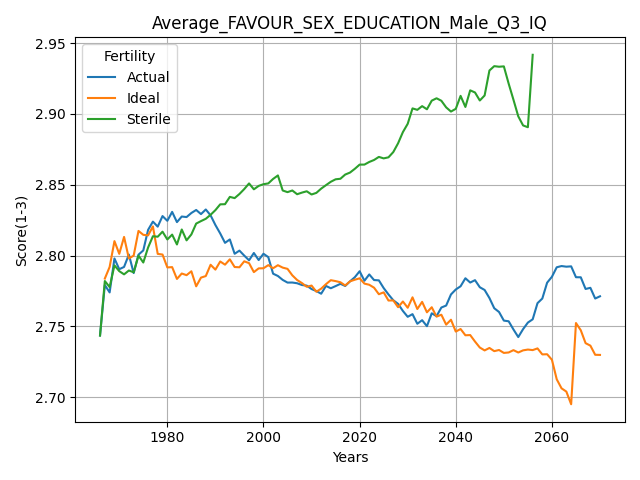 Average_FAVOUR_SEX_EDUCATION_Male_Q3_IQ
Fertility
Actual
Ideal
Sterile
Score(1-3)
2.95
2.90
2.85
2.80
2.75
2.70
1980 2000 2020 2040 2060
Years